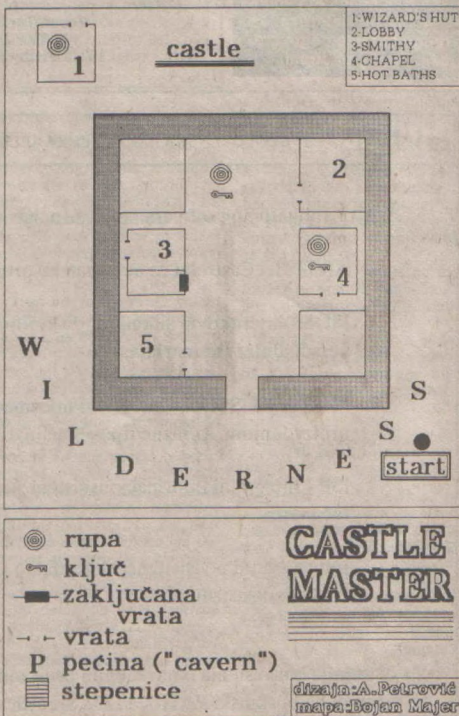 1-WIZARD'S HUT
2-LOBBY
3-SMITHY
4-CHAPEL
5-HOT BATHS
castle
1
2
3
4
5
W I L D E R N E S S
start
rupa
ključ
zaključana
vrata
vrata
P pećina ("cavern")
stepenice
CASTLE
MASTER
dizajn:A.Petrović
mapa:Bojan Majer